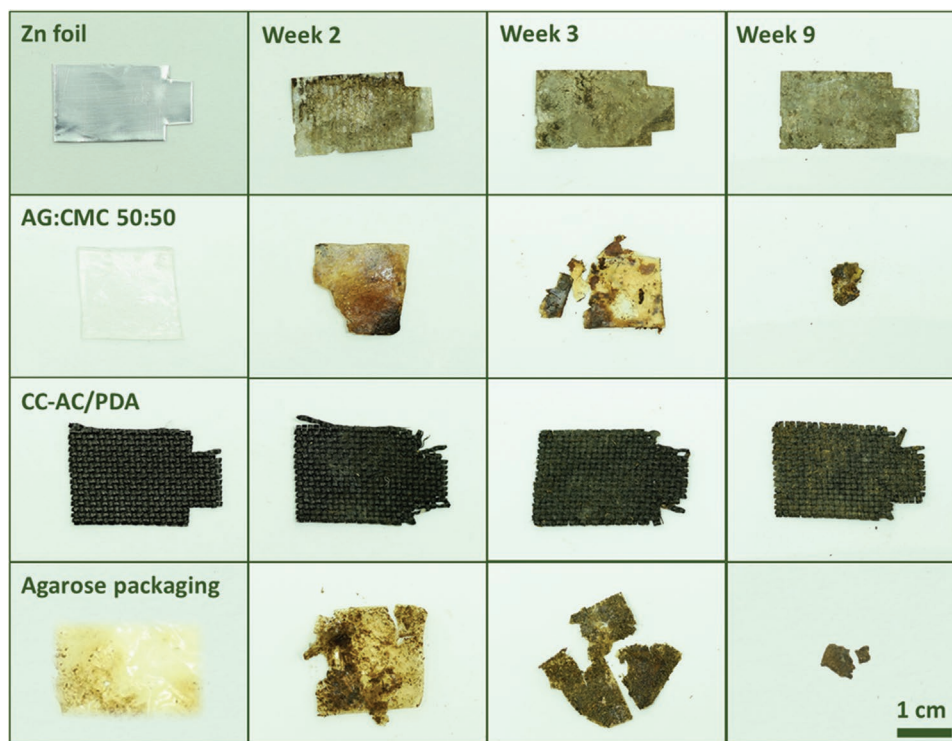 Zn foil
Week 2
Week 3
Week 9
AG:CMC 50:50
CC-AC/PDA
Agarose packaging
1 cm